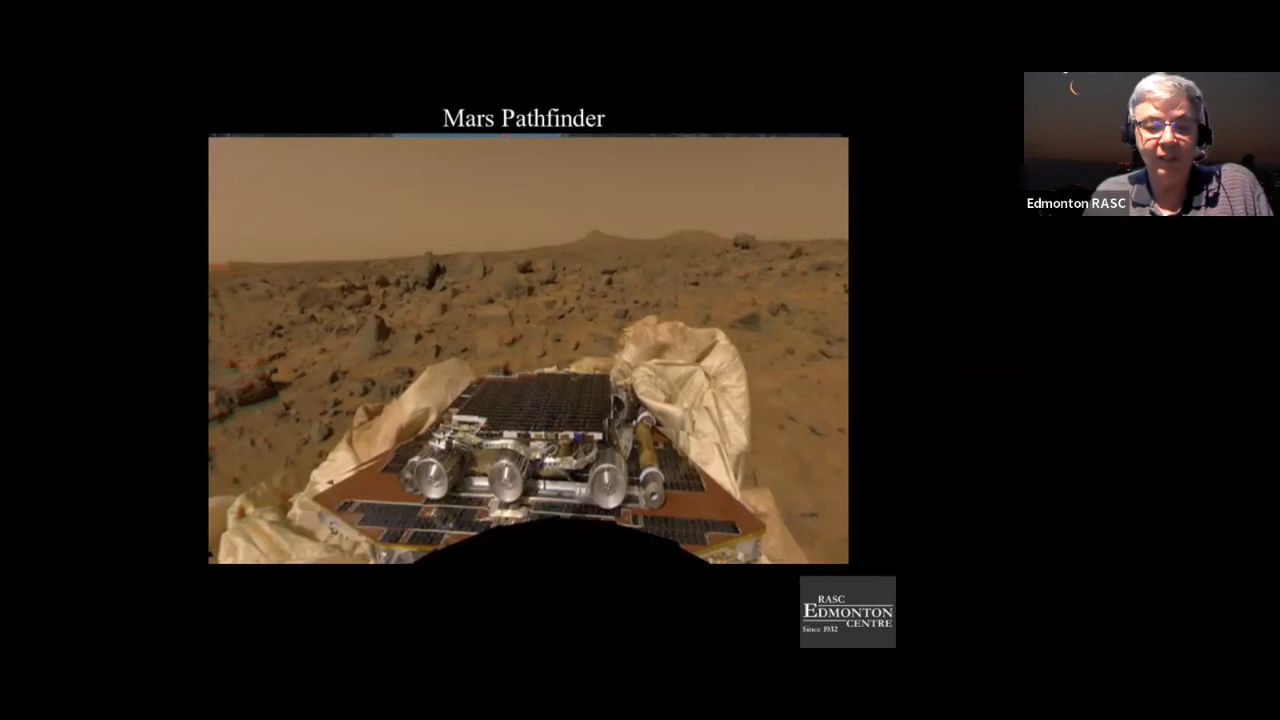 Mars Pathfinder
Edmonton RASC
RASC
EDMONTON
CENTRE
Since 1932